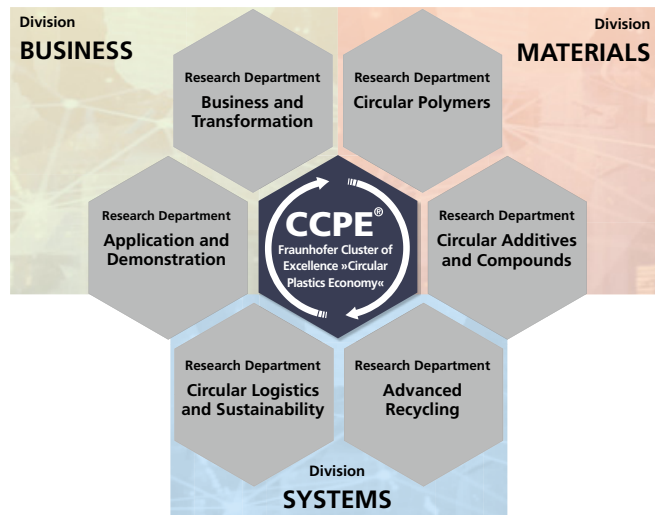 Division
BUSINESS
Division
MATERIALS
Research Department
Business and
Transformation
Research Department
Circular Polymers
Research Department
Application and
Demonstration
CCPE®
Fraunhofer Cluster of
Excellence »Circular
Plastics Economy«
Research Department
Circular Additives
and Compounds
Research Department
Circular Logistics
and Sustainability
Research Department
Advanced
Recycling
Division
SYSTEMS